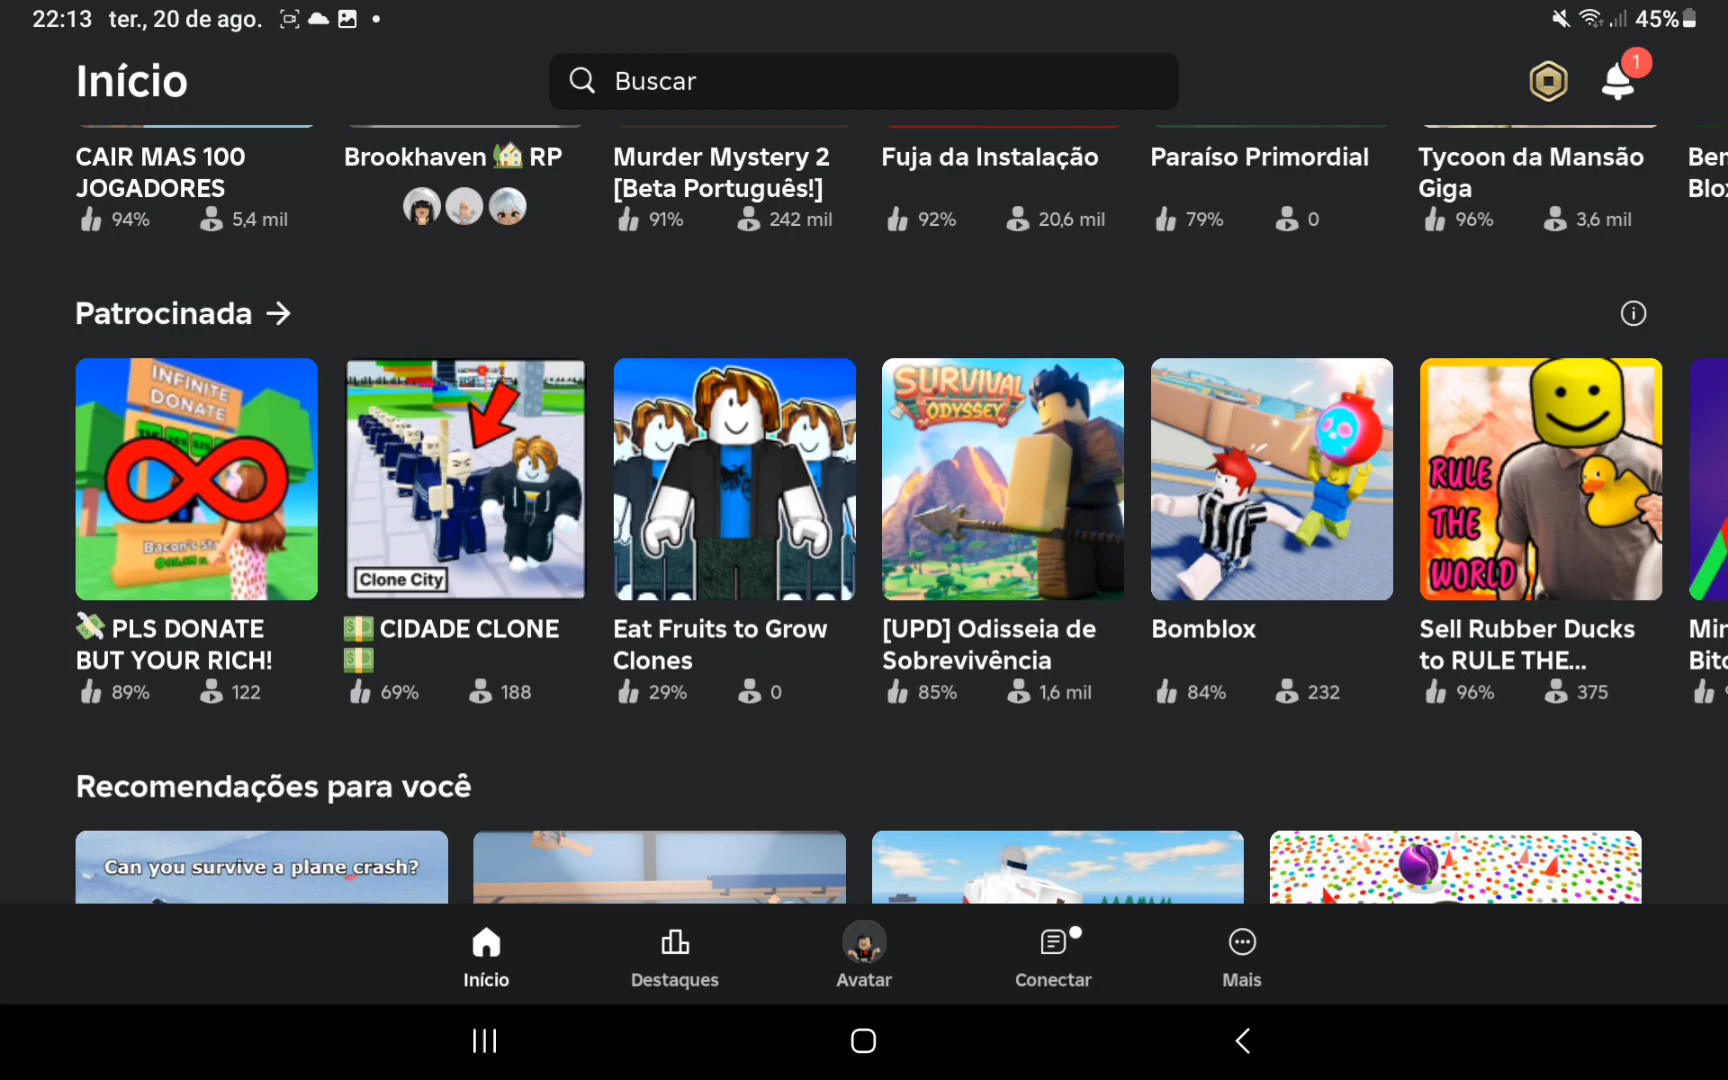 22:13 ter., 20 de ago.
45%
Início
Buscar
1
CAIR MAS 100
JOGADORES
94% 5,4 mil
Brookhaven 🏡 RP
Murder Mystery 2
[Beta Português!]
91% 242 mil
Fuja da Instalação
92% 20,6 mil
Paraíso Primordial
79% 0
Tycoon da Mansão
Giga
96% 3,6 mil
Patrocinada →
INFINITE
DONATE
💸 PLS DONATE
BUT YOUR RICH!
89% 122
Clone City
💵 CIDADE CLONE
💵
69% 188
Eat Fruits to Grow
Clones
29% 0
SURVIVAL
ODYSSEY
[UPD] Odisseia de
Sobrevivência
85% 1,6 mil
Bomblox
84% 232
RULE
THE
WORLD
Sell Rubber Ducks
to RULE THE...
96% 375
Recomendações para você
Can you survive a plane crash?
Início
Destaques
Avatar
Conectar
Mais